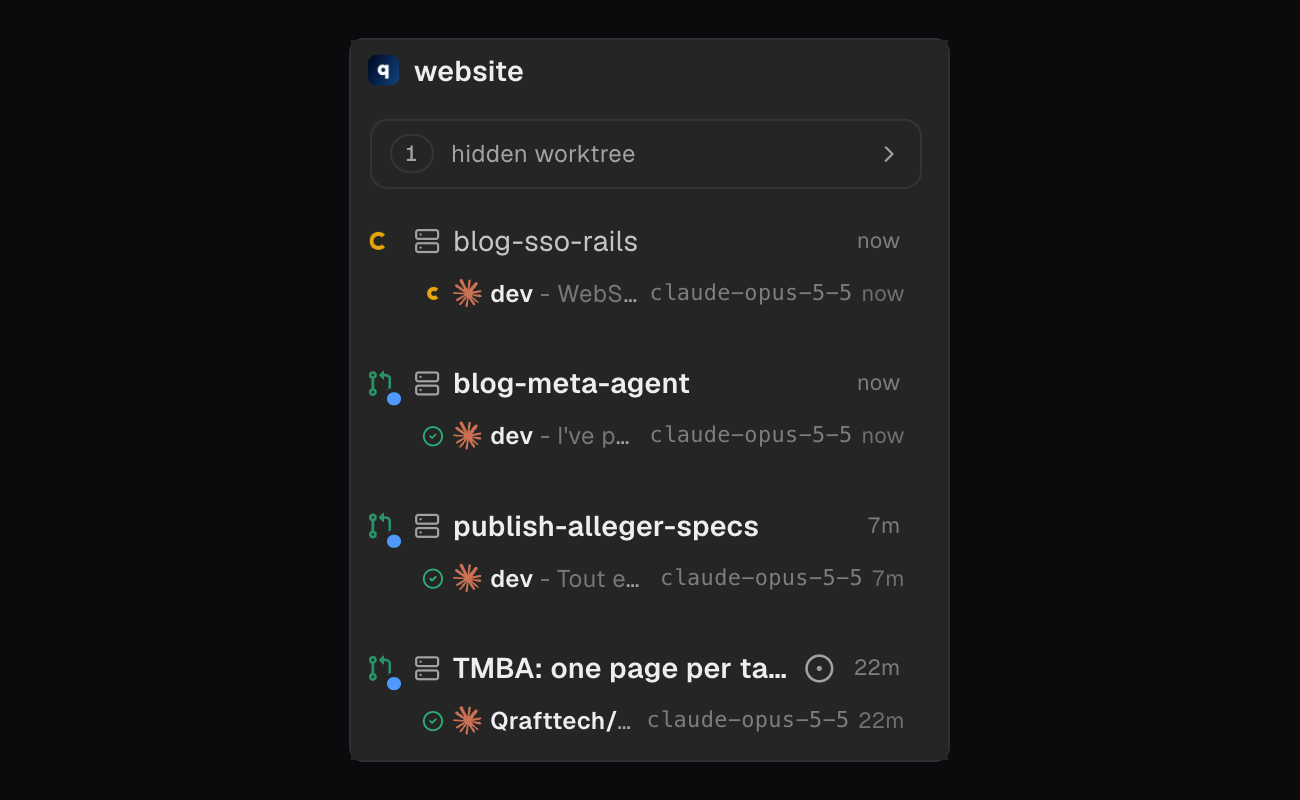 q website
1 hidden worktree
blog-sso-rails now
dev - WebS… claude-opus-5-5 now
blog-meta-agent now
dev - I've p… claude-opus-5-5 now
publish-alleger-specs 7m
dev - Tout e… claude-opus-5-5 7m
TMBA: one page per ta… 22m
Qrafttech/… claude-opus-5-5 22m